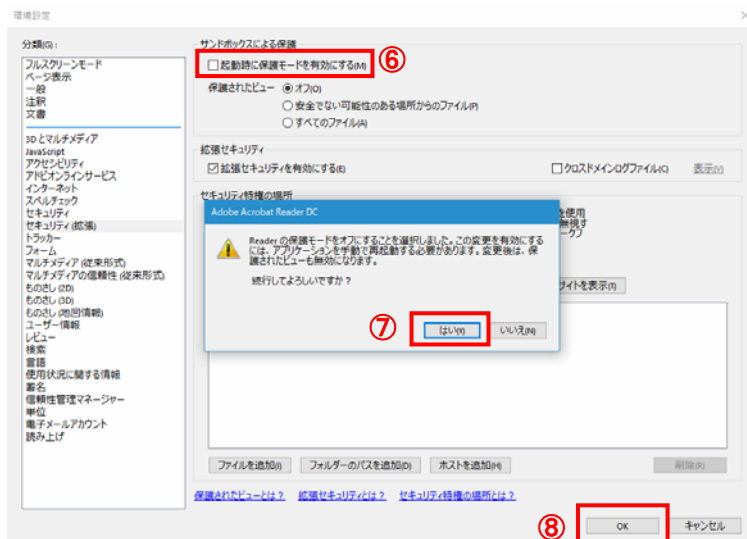 環境設定
分類(G) :
フルスクリーンモード
ページ表示
一般
注釈
文書
3D とマルチメディア
JavaScript
アクセシビリティ
アドビオンラインサービス
インターネット
スペルチェック
セキュリティ
セキュリティ (拡張)
トラッカー
フォーム
マルチメディア (従来形式)
マルチメディアの信頼性 (従来形式)
ものさし (2D)
ものさし (3D)
ものさし (地図情報)
ユーザー情報
レビュー
検索
言語
使用状況に関する情報
署名
信頼性管理マネージャー
単位
電子メールアカウント
読み上げ
サンドボックスによる保護
起動時に保護モードを有効にする(M)
⑥
保護されたビュー
オフ(O)
安全でない可能性のある場所からのファイル(P)
すべてのファイル(A)
拡張セキュリティ
拡張セキュリティを有効にする(E)
クロスドメインログファイル(C)
表示(V)
セキュリティ特権の場所
を使用
無視す
ークフ
サイトを表示(T)
Adobe Acrobat Reader DC
Reader の保護モードをオフにすることを選択しました。この変更を有効にする
には、アプリケーションを手動で再起動する必要があります。変更後は、保
護されたビューも無効になります。
続行してよろしいですか ?
⑦
はい(Y)
いいえ(N)
ファイルを追加(I)
フォルダーのパスを追加(D)
ホストを追加(H)
削除(R)
保護されたビューとは ?
拡張セキュリティとは ?
セキュリティ特権の場所とは ?
⑧
OK
キャンセル